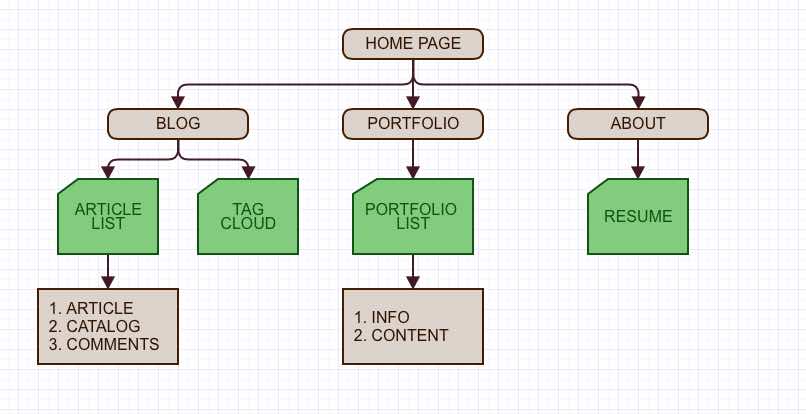 HOME PAGE
BLOG
PORTFOLIO
ABOUT
ARTICLE
LIST
TAG
CLOUD
PORTFOLIO
LIST
RESUME
1. ARTICLE
2. CATALOG
3. COMMENTS
1. INFO
2. CONTENT